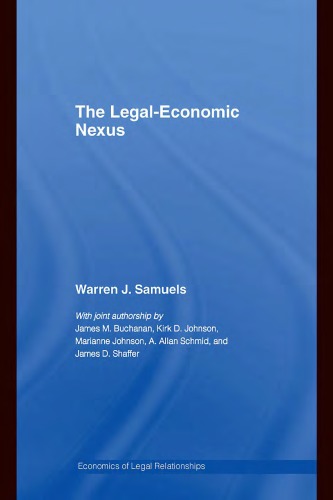 The Legal-Economic
Nexus
Warren J. Samuels
With joint authorship by
James M. Buchanan, Kirk D. Johnson,
Marianne Johnson, A. Allan Schmid, and
James D. Shaffer
Economics of Legal Relationships